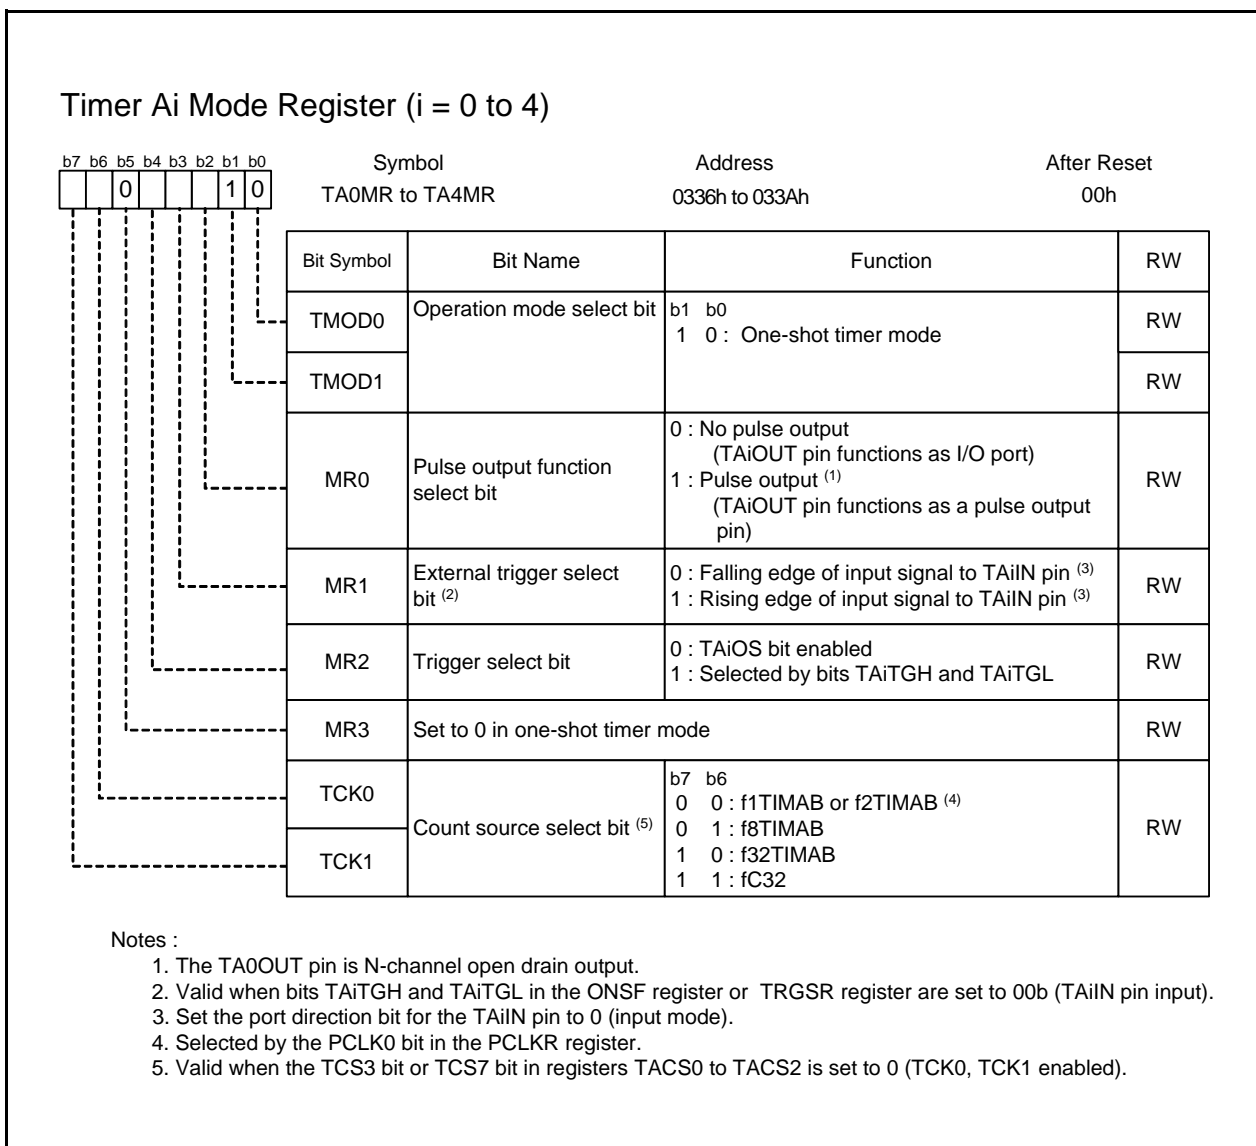 Timer Ai Mode Register (i = 0 to 4)
b7 b6 b5 b4 b3 b2 b1 b0
Symbol Address After Reset
0 1 0
TA0MR to TA4MR 0336h to 033Ah 00h
Bit Symbol Bit Name Function RW
TMOD0 Operation mode select bit b1 b0
1 0 : One-shot timer mode RW
TMOD1 RW
MR0 Pulse output function
select bit
0 : No pulse output
(TAiOUT pin functions as I/O port)
1 : Pulse output (1)
(TAiOUT pin functions as a pulse output
pin)
RW
MR1 External trigger select
bit (2)
0 : Falling edge of input signal to TAiIN pin (3)
1 : Rising edge of input signal to TAiIN pin (3)
RW
MR2 Trigger select bit
0 : TAiOS bit enabled
1 : Selected by bits TAiTGH and TAiTGL
RW
MR3 Set to 0 in one-shot timer mode RW
TCK0
TCK1
Count source select bit (5)
b7 b6
0 0 : f1TIMAB or f2TIMAB (4)
0 1 : f8TIMAB
1 0 : f32TIMAB
1 1 : fC32
RW
Notes :
1. The TA0OUT pin is N-channel open drain output.
2. Valid when bits TAiTGH and TAiTGL in the ONSF register or TRGSR register are set to 00b (TAiIN pin input).
3. Set the port direction bit for the TAiIN pin to 0 (input mode).
4. Selected by the PCLK0 bit in the PCLKR register.
5. Valid when the TCS3 bit or TCS7 bit in registers TACS0 to TACS2 is set to 0 (TCK0, TCK1 enabled).